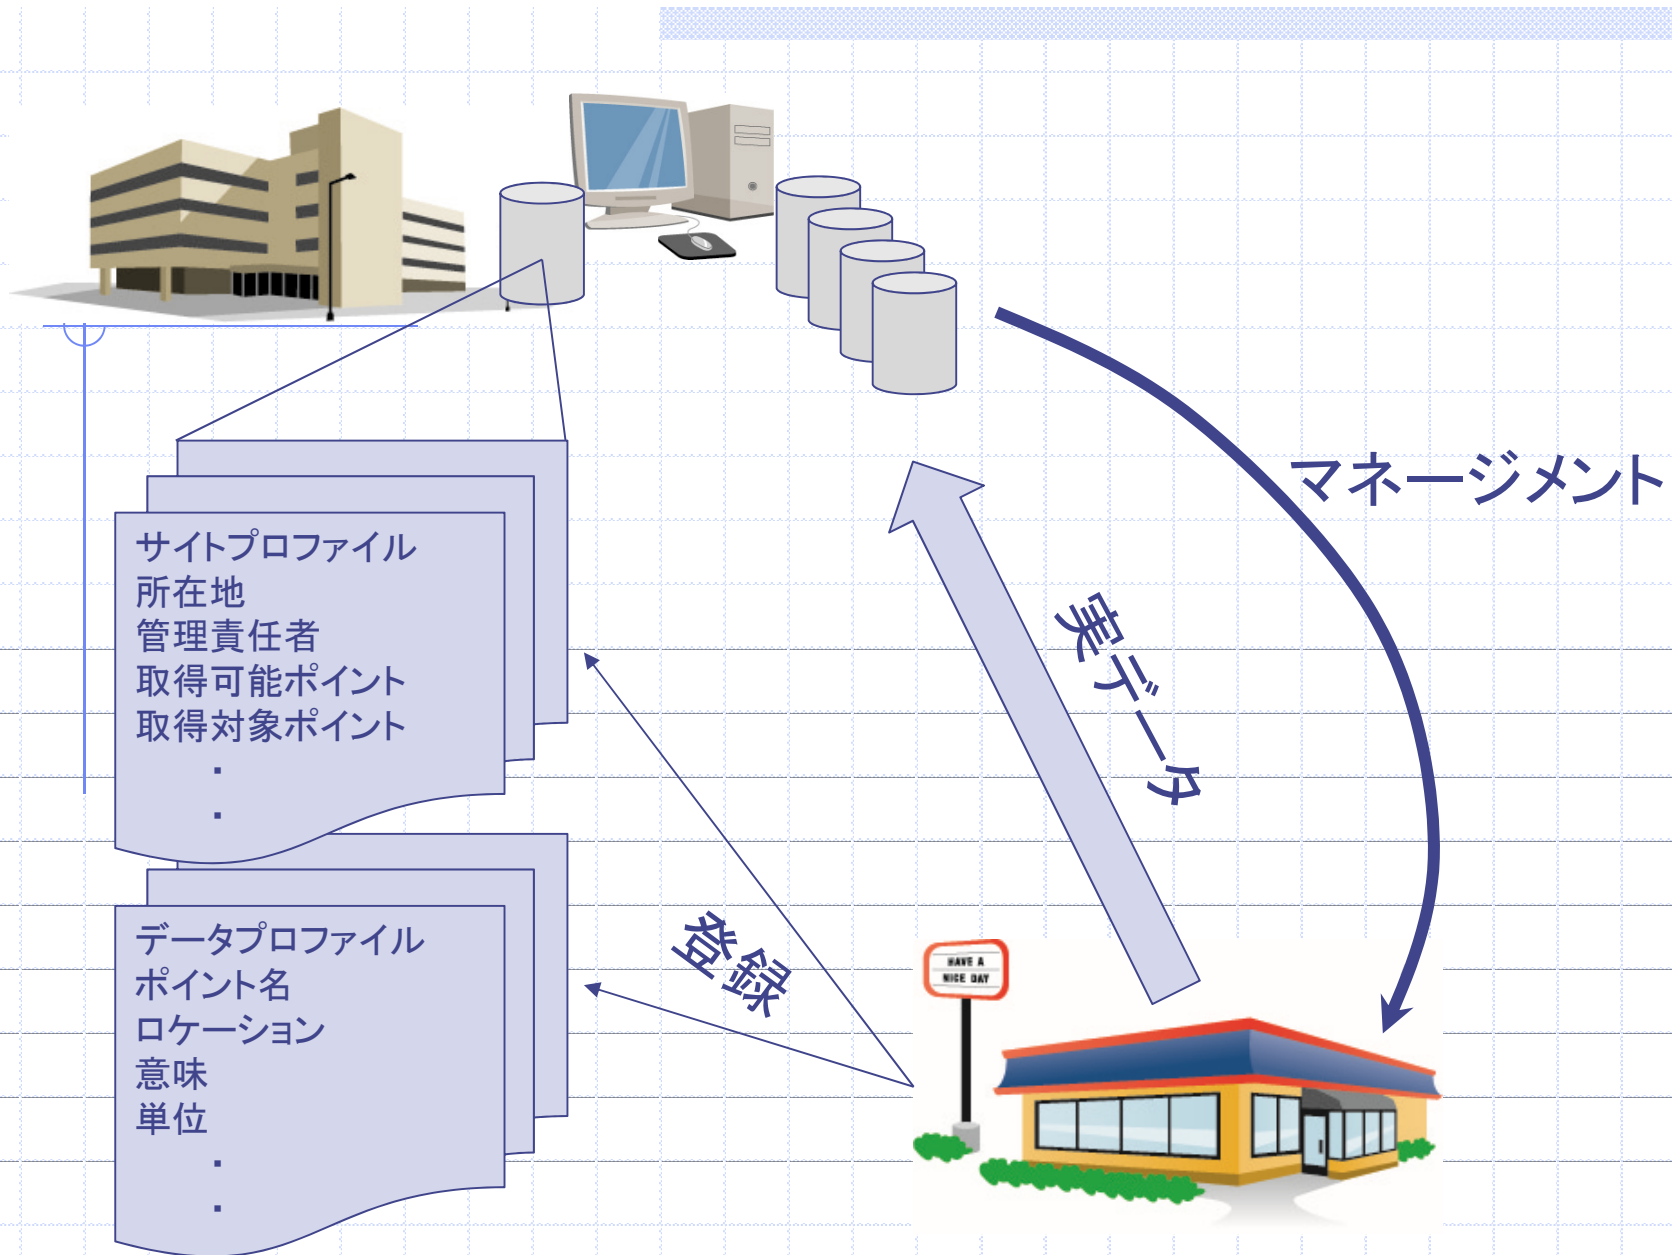 マネージメント
サイトプロファイル
所在地
管理責任者
取得可能ポイント
取得対象ポイント
・
・
実データ
登録
データプロファイル
ポイント名
ロケーション
意味
単位
・
・
HAVE A
NICE DAY